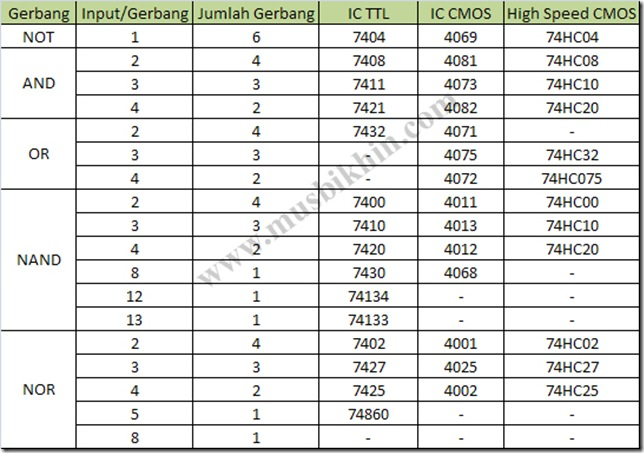 Gerbang Input/Gerbang Jumlah Gerbang IC TTL IC CMOS High Speed CMOS
NOT 1 6 7404 4069 74HC04
AND 2 4 7408 4081 74HC08
3 3 7411 4073 74HC10
4 2 7421 4082 74HC20
OR 2 4 7432 4071 -
3 3 - 4075 74HC32
4 2 - 4072 74HC075
NAND 2 4 7400 4011 74HC00
3 3 7410 4013 74HC10
4 2 7420 4012 74HC20
8 1 7430 4068 -
12 1 74134 - -
13 1 74133 - -
NOR 2 4 7402 4001 74HC02
3 3 7427 4025 74HC27
4 2 7425 4002 74HC25
5 1 74860 - -
8 1 - - -
www.musbikhin.com